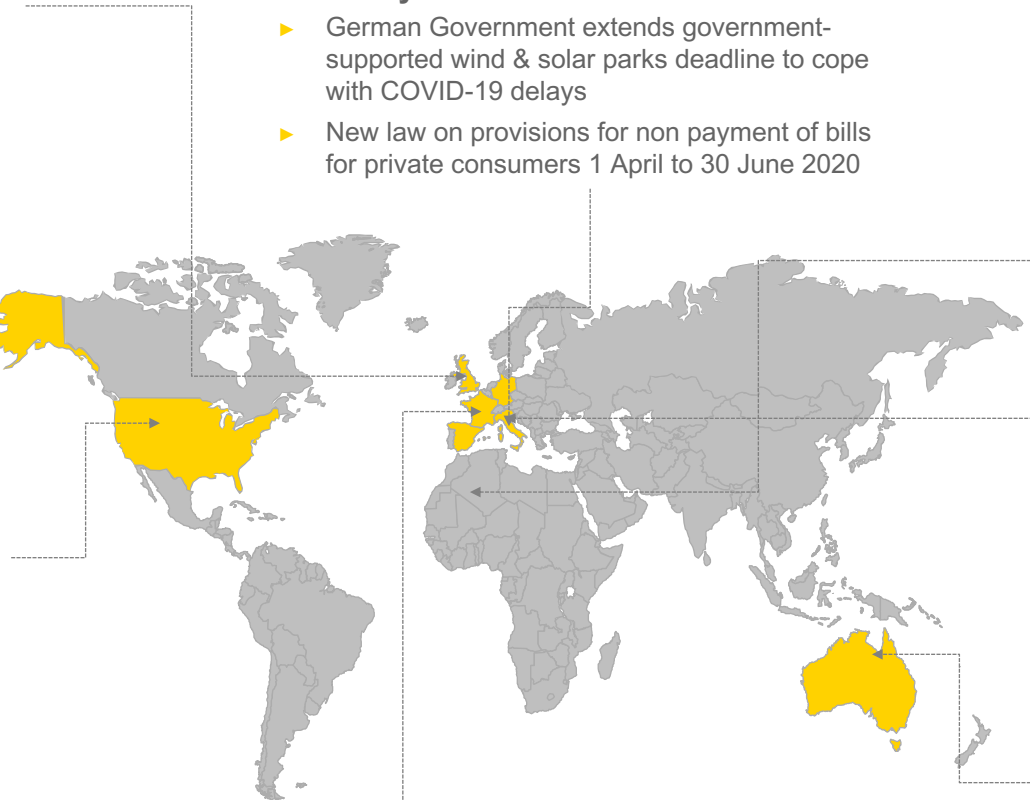 ► German Government extends government-
supported wind & solar parks deadline to cope
with COVID-19 delays
► New law on provisions for non payment of bills
for private consumers 1 April to 30 June 2020